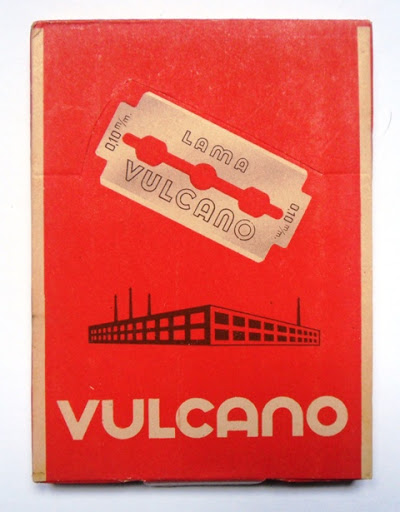 0,10 m/m.
LAMA
VULCANO
0,10 m/m.
VULCANO